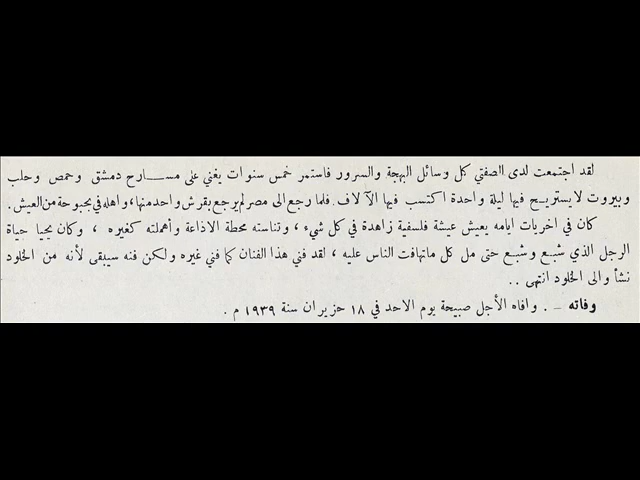 لقد اجتمعت لدى الصفتي كل وسائل البهجة والسرور فاستمر خمس سنوات يغني على مسارح دمشق وحمص وحلب
وبيروت لا يستريح فيها ليلة واحدة اكتسب فيها الآلاف. فلما رجع الى مصر لم يرجع بقرش واحد منها، واهله في بحبوحة من العيش.
كان في اخريات ايامه يعيش عيشة فلسفية زاهدة في كل شيء، وتناسته محطة الاذاعة وأهملته كغيره ، وكان يحيا حياة
الرجل الذي شبع وشبع حتى مل كل ماتهافت الناس عليه ، لقد فني هذا الفنان كما فني غيره ولكن فنه سيبقى لأنه من الخلود
نشأ والى الخلود انتهى ..
وفاته – . وافاه الأجل صبيحة يوم الاحد في ١٨ حزيران سنة ١٩٣٩ م .